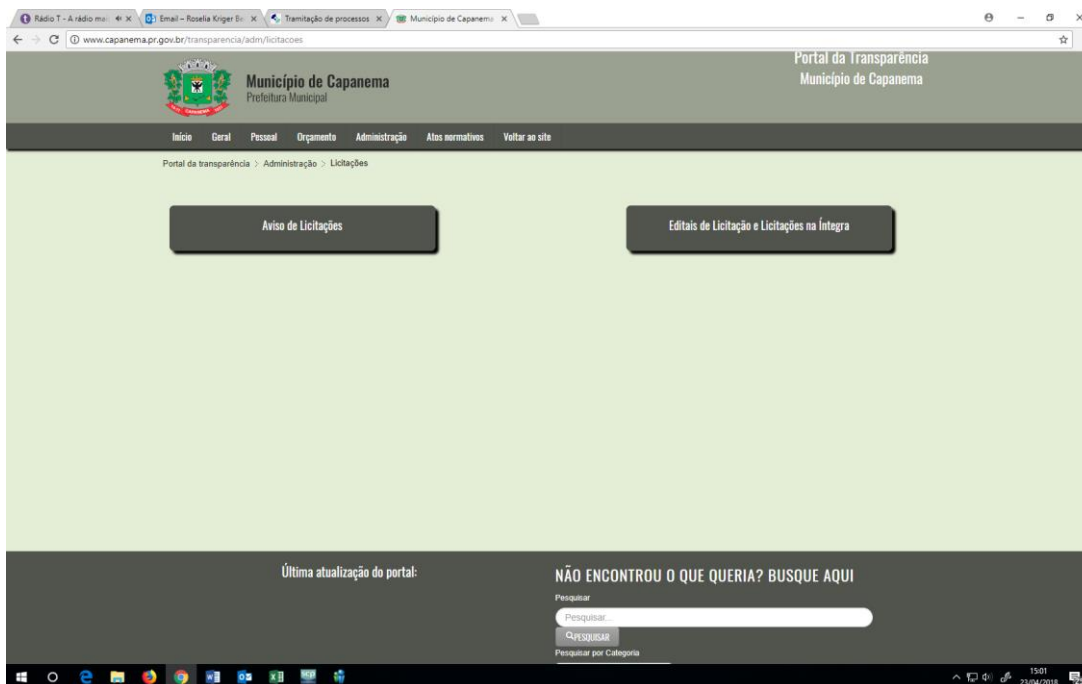 Rádio T - A rádio mai
Email – Roselia Kriger Be
Tramitação de processos
Município de Capanema
www.capanema.pr.gov.br/transparencia/adm/licitacoes
Portal da Transparência
Município de Capanema
Município de Capanema
Prefeitura Municipal
Início Geral Pessoal Orçamento Administração Atos normativos Voltar ao site
Portal da transparência > Administração > Licitações
Aviso de Licitações
Editais de Licitação e Licitações na Íntegra
Última atualização do portal:
NÃO ENCONTROU O QUE QUERIA? BUSQUE AQUI
Pesquisar
Pesquisar...
PESQUISAR
Pesquisar por Categoria
15:01
23/04/2018